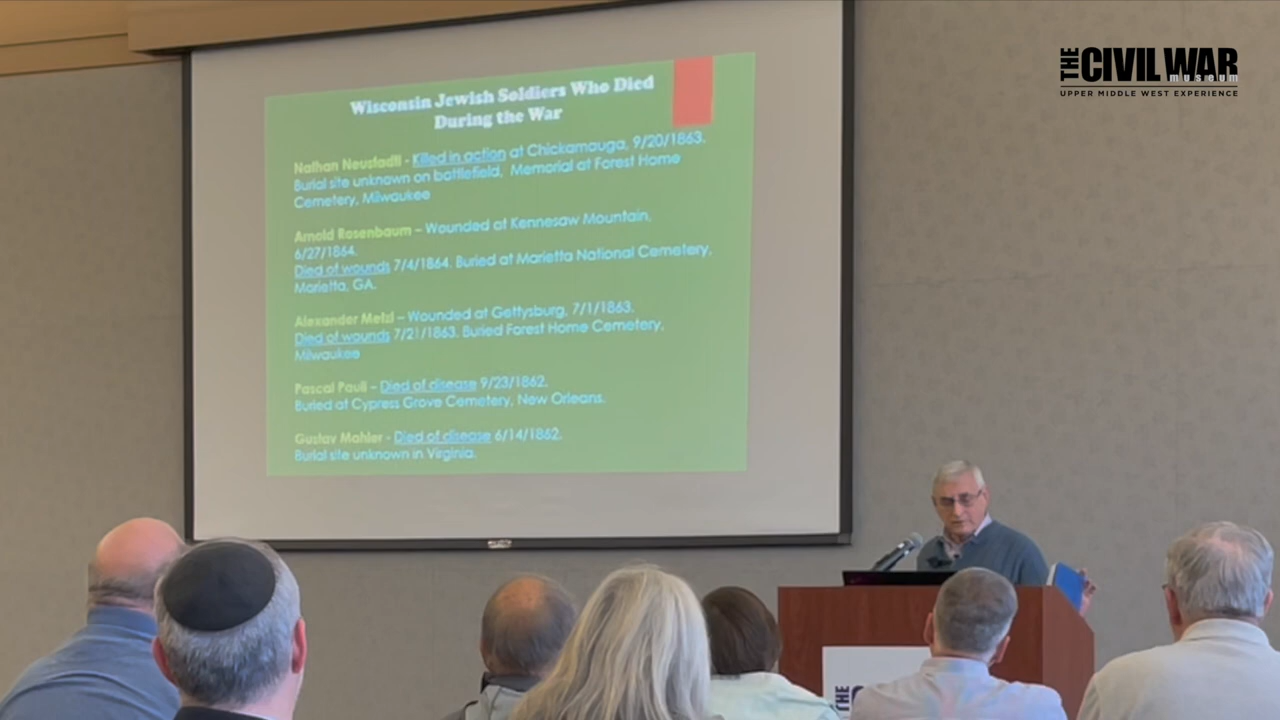 THE CIVIL WAR
museum
UPPER MIDDLE WEST EXPERIENCE
Wisconsin Jewish Soldiers Who Died
During the War
Nathan Neustadtl - Killed in action at Chickamauga, 9/20/1863.
Burial site unknown on battlefield, Memorial at Forest Home
Cemetery, Milwaukee
Arnold Rosenbaum – Wounded at Kennesaw Mountain,
6/27/1864.
Died of wounds 7/4/1864. Buried at Marietta National Cemetery,
Marietta, GA.
Alexander Metzl – Wounded at Gettysburg, 7/1/1863.
Died of wounds 7/21/1863. Buried Forest Home Cemetery,
Milwaukee
Pascal Pauli – Died of disease 9/23/1862.
Buried at Cypress Grove Cemetery, New Orleans.
Gustav Mahler - Died of disease 6/14/1862.
Burial site unknown in Virginia.
THE